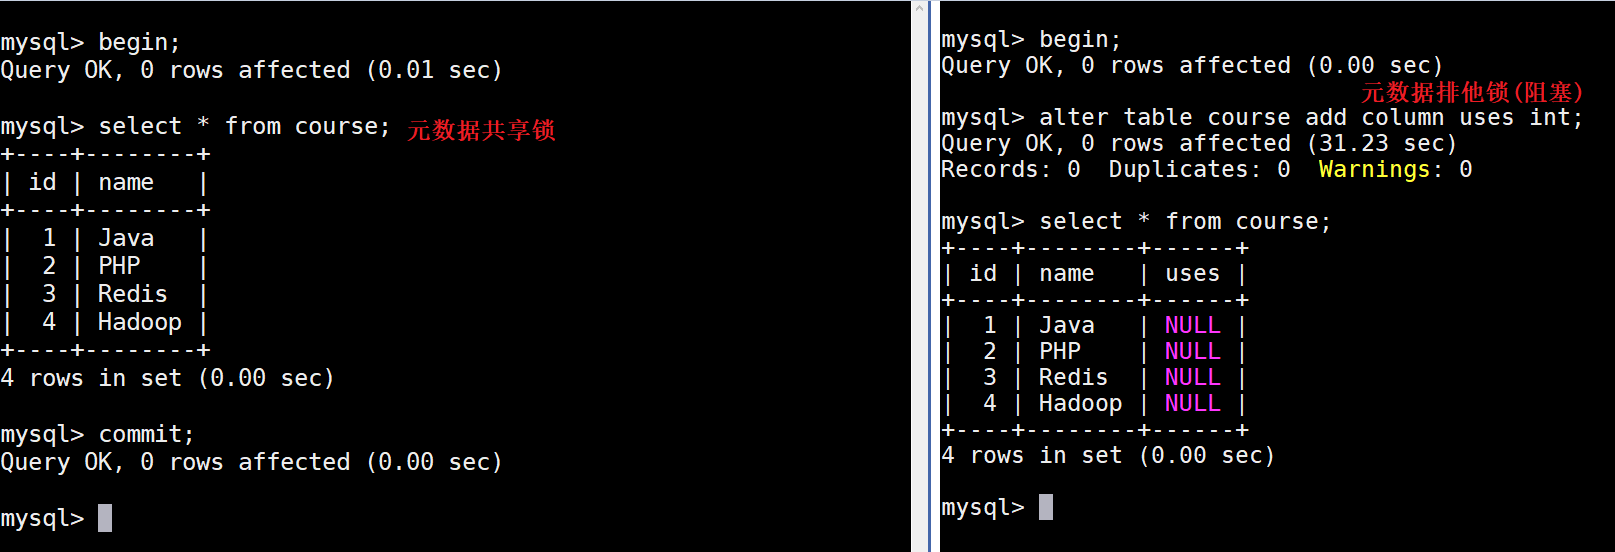 mysql> begin;
Query OK, 0 rows affected (0.01 sec)
mysql> select * from course; 元数据共享锁
+----+--------+
| id | name   |
+----+--------+
|  1 | Java   |
|  2 | PHP    |
|  3 | Redis  |
|  4 | Hadoop |
+----+--------+
4 rows in set (0.00 sec)
mysql> commit;
Query OK, 0 rows affected (0.00 sec)
mysql>
mysql> begin;
Query OK, 0 rows affected (0.00 sec)
元数据排他锁(阻塞)
mysql> alter table course add column uses int;
Query OK, 0 rows affected (31.23 sec)
Records: 0  Duplicates: 0  Warnings: 0
mysql> select * from course;
+----+--------+------+
| id | name   | uses |
+----+--------+------+
|  1 | Java   | NULL |
|  2 | PHP    | NULL |
|  3 | Redis  | NULL |
|  4 | Hadoop | NULL |
+----+--------+------+
4 rows in set (0.00 sec)
mysql>